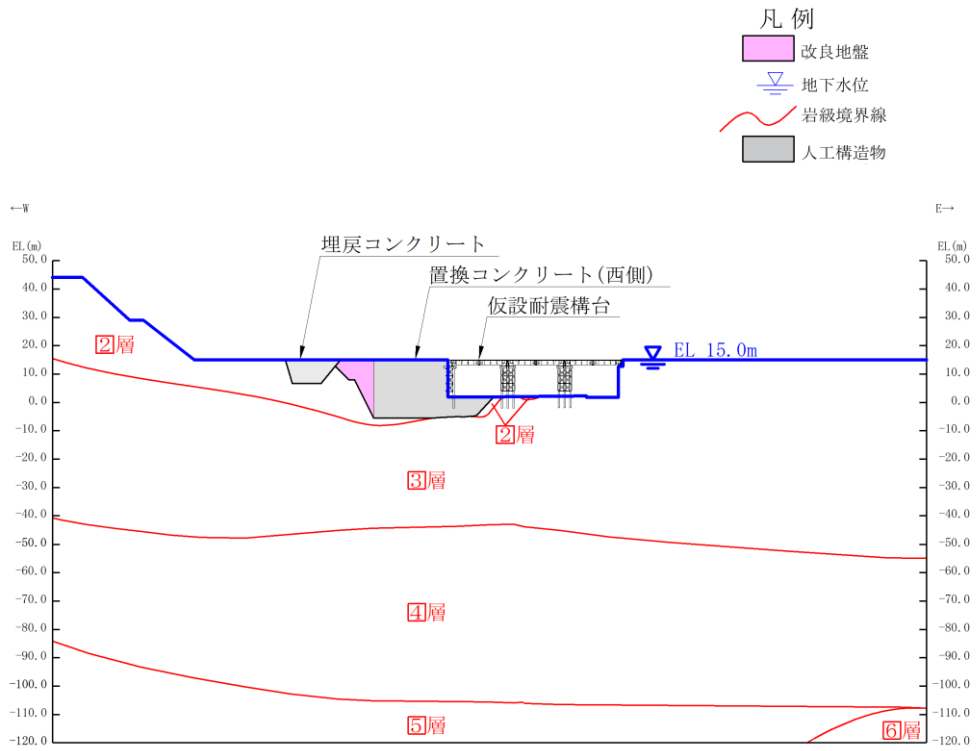 凡 例
改良地盤
地下水位
岩級境界線
人工構造物
←W
E→
EL(m)
EL(m)
埋戻コンクリート
置換コンクリート(西側)
仮設耐震構台
EL 15.0m
50.0
40.0
30.0
20.0
10.0
0.0
-10.0
-20.0
-30.0
-40.0
-50.0
-60.0
-70.0
-80.0
-90.0
-100.0
-110.0
-120.0
2層
2層
3層
4層
5層
6層
50.0
40.0
30.0
20.0
10.0
0.0
-10.0
-20.0
-30.0
-40.0
-50.0
-60.0
-70.0
-80.0
-90.0
-100.0
-110.0
-120.0